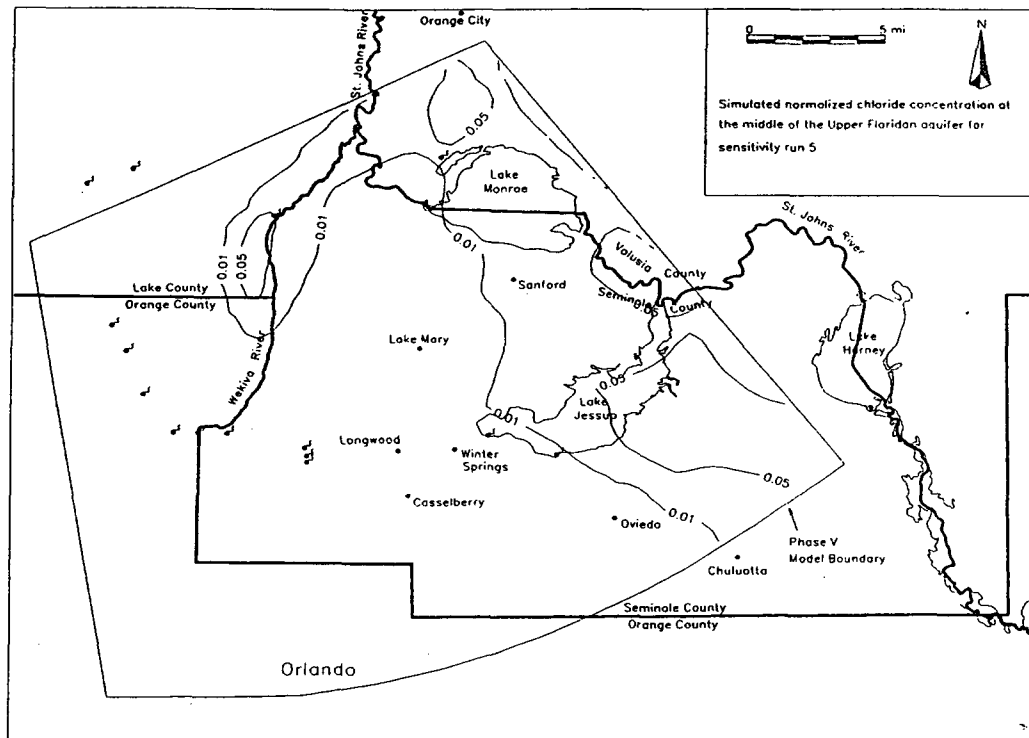 Orange City
St. Johns River
0 5 mi
N
Simulated normalized chloride concentration at
the middle of the Upper Floridan aquifer for
sensitivity run 5
0.05
Lake
Monroe
0.01
0.05
0.01
0.01
St. Johns
River
Volusia
County
Seminole
County
0.05
Sanford
Lake County
Orange County
Wekiva River
Lake Mary
Lake
Harney
0.05
Lake
Jessup
0.01
Longwood
Winter
Springs
0.05
Casselberry
0.01
Oviedo
Phase V
Model Boundary
Chuluotta
Seminole County
Orange County
Orlando